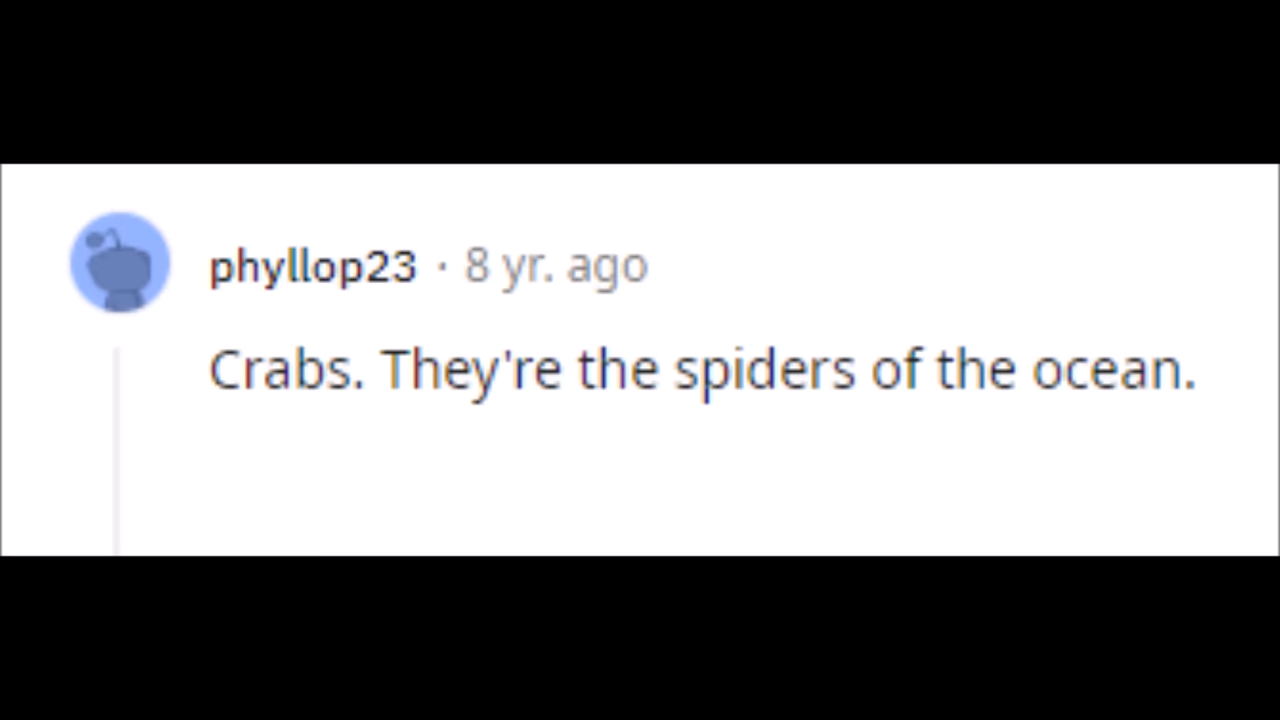 phyllop23 · 8 yr. ago
Crabs. They're the spiders of the ocean.